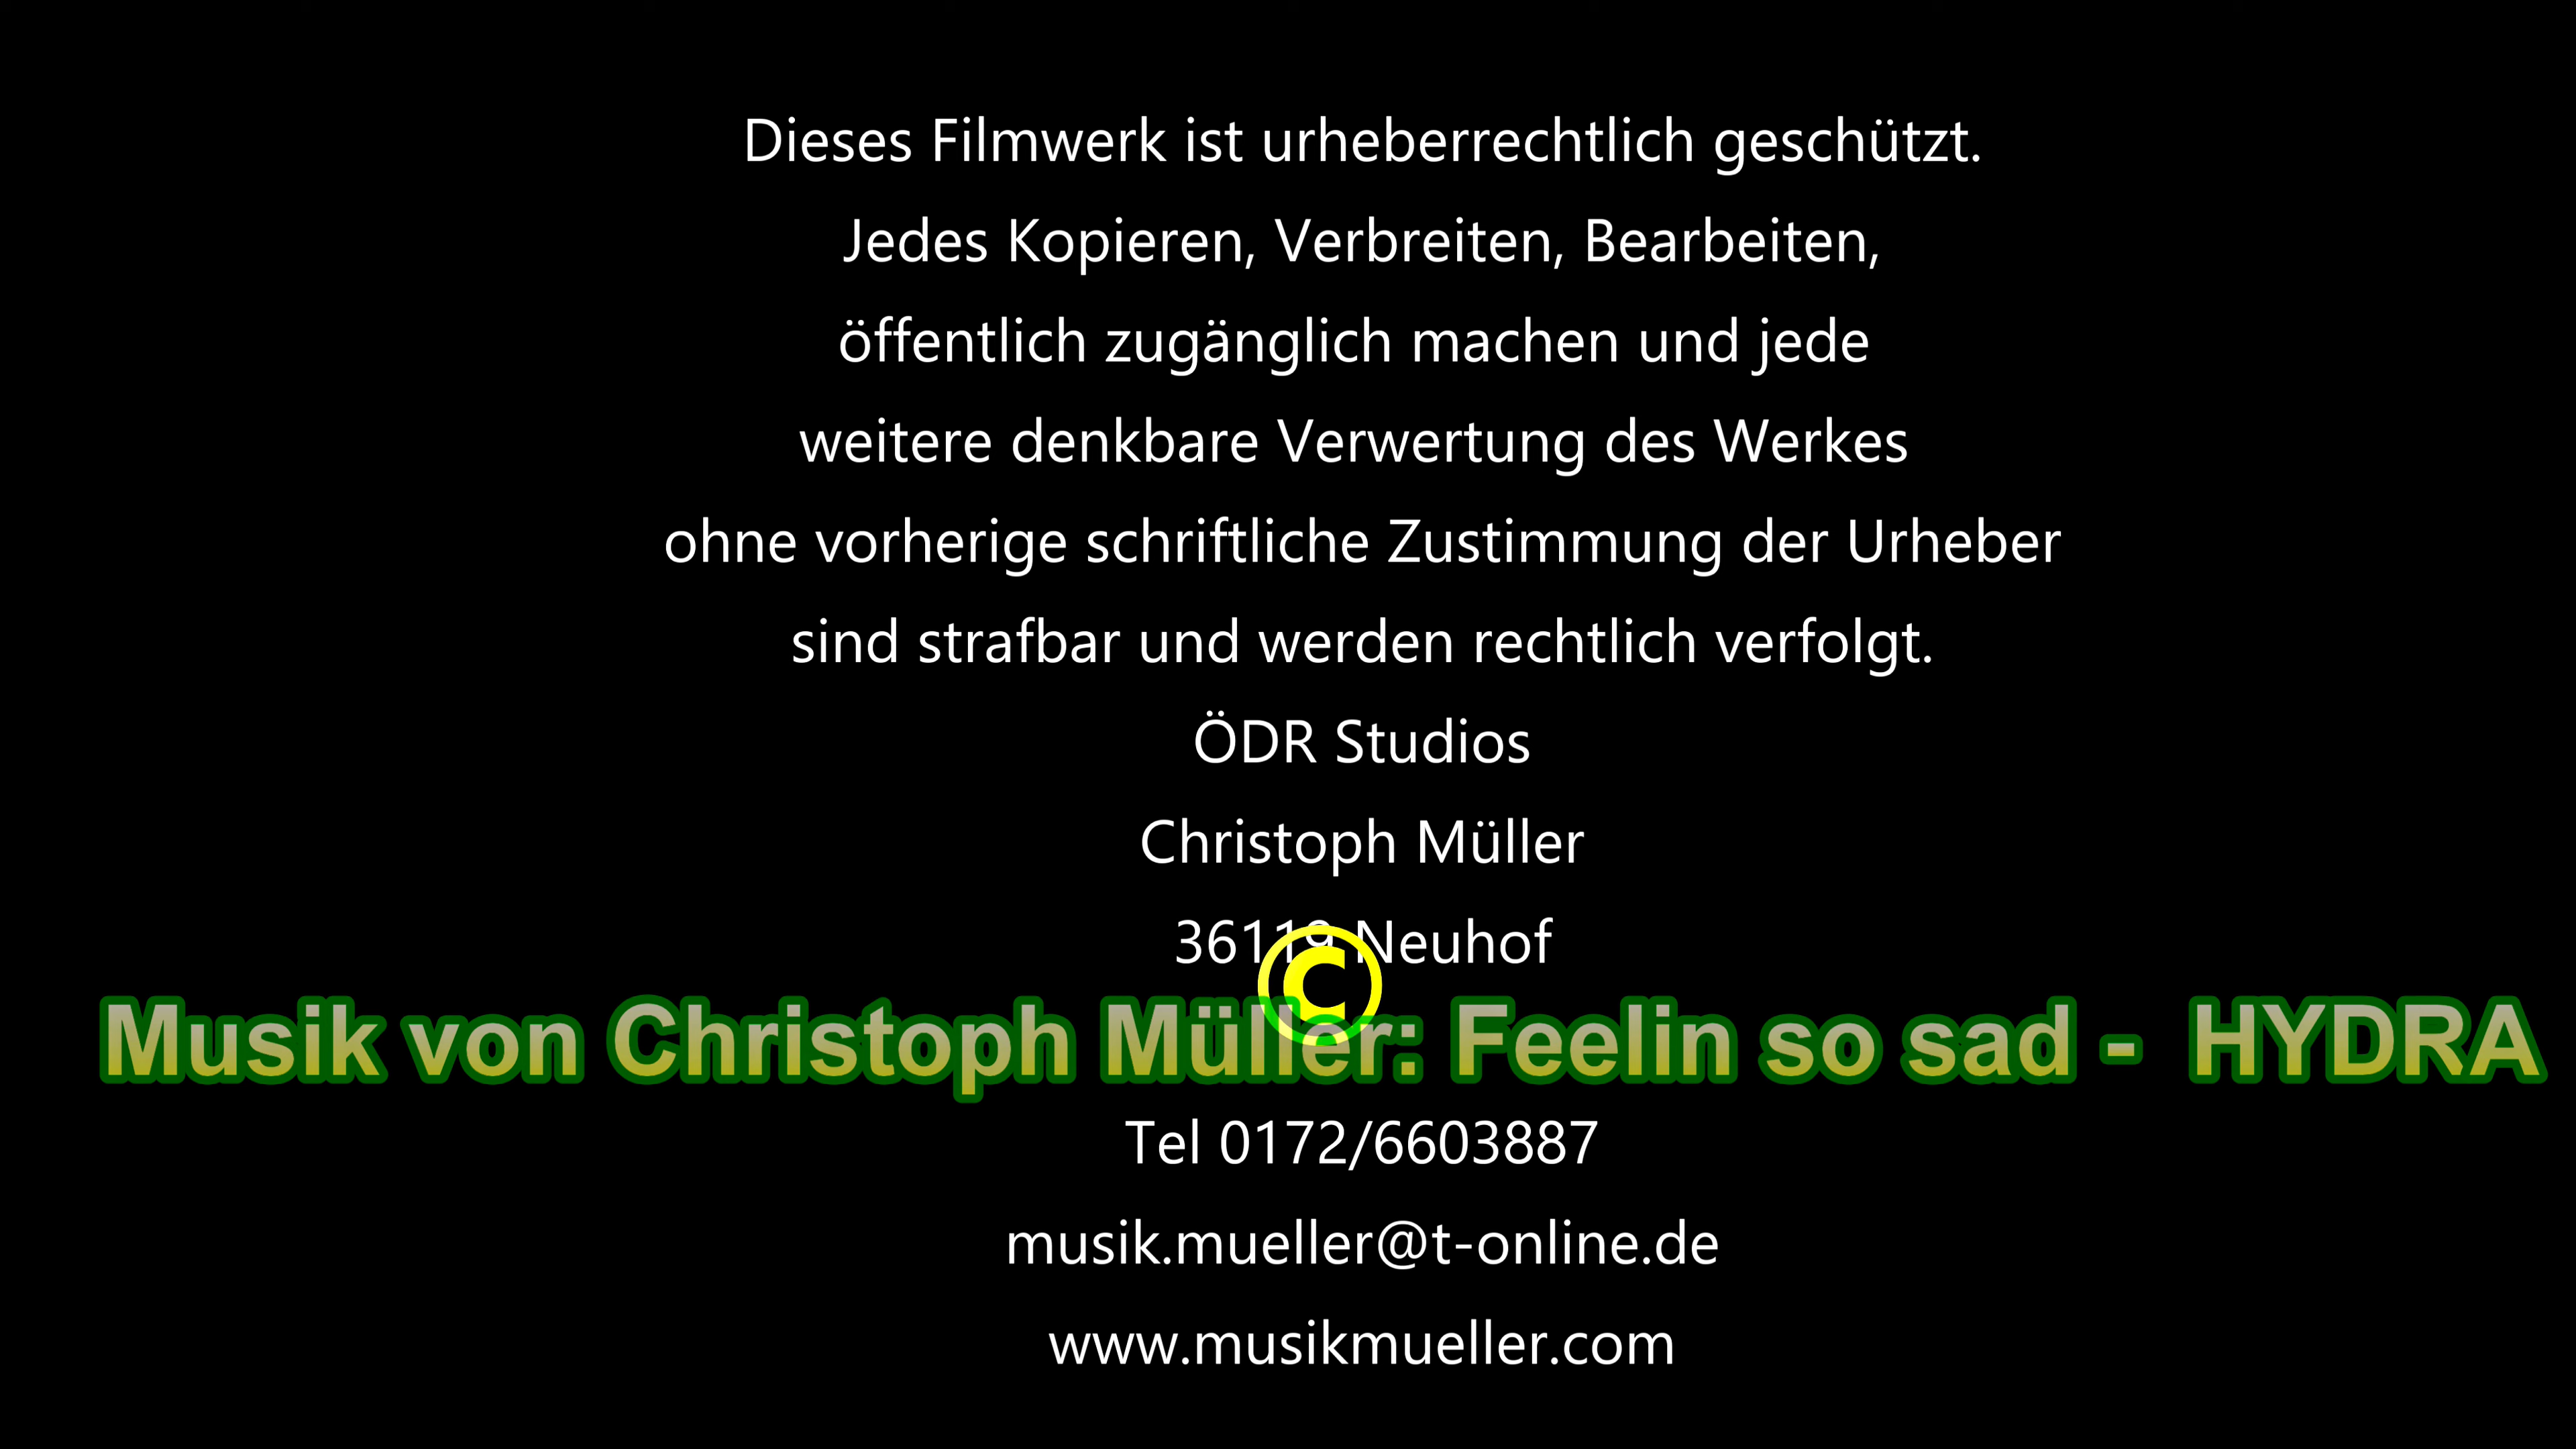 Dieses Filmwerk ist urheberrechtlich geschützt.
Jedes Kopieren, Verbreiten, Bearbeiten,
öffentlich zugänglich machen und jede
weitere denkbare Verwertung des Werkes
ohne vorherige schriftliche Zustimmung der Urheber
sind strafbar und werden rechtlich verfolgt.
ÖDR Studios
Christoph Müller
36119 Neuhof
©
Musik von Christoph Müller: Feelin so sad - HYDRA
Tel 0172/6603887
musik.mueller@t-online.de
www.musikmueller.com